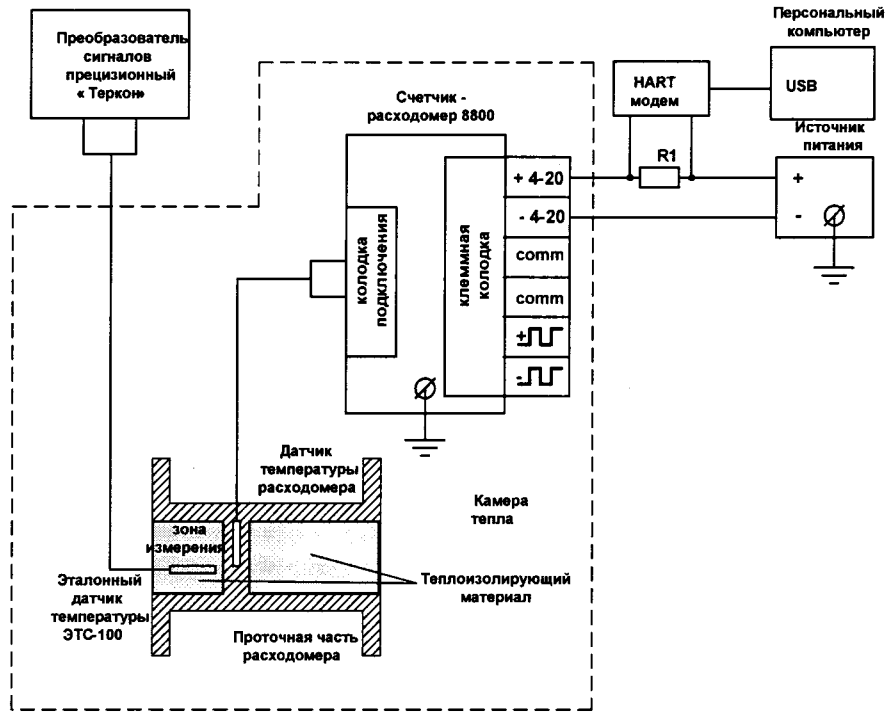 Преобразователь
сигналов
прецизионный
« Теркон»
Персональный
компьютер
HART
модем
USB
Счетчик -
расходомер 8800
Источник
питания
R1
+ 4-20
- 4-20
comm
comm
+
-
колодка
подключения
клеммная
колодка
+
-
Датчик
температуры
расходомера
Камера
тепла
зона
измерения
Эталонный
датчик
температуры
ЭТС-100
Теплоизолирующий
материал
Проточная часть
расходомера